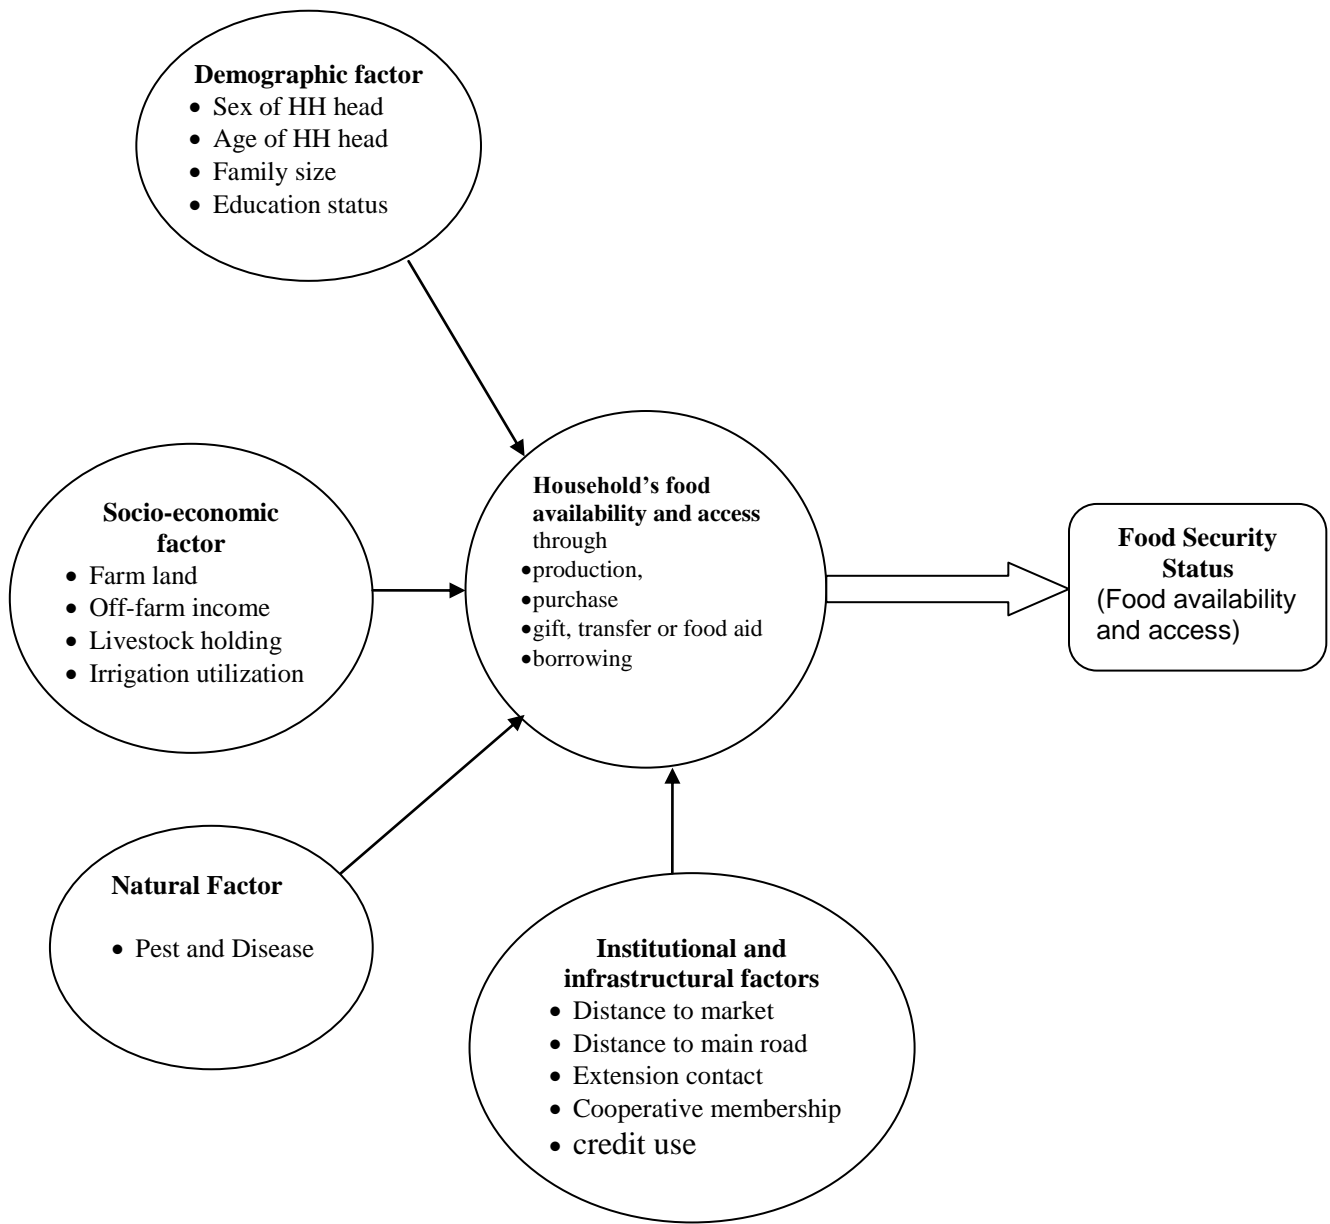 Demographic factor
• Sex of HH head
• Age of HH head
• Family size
• Education status
Socio-economic
factor
• Farm land
• Off-farm income
• Livestock holding
• Irrigation utilization
Household’s food
availability and access
through
•production,
•purchase
•gift, transfer or food aid
•borrowing
Food Security
Status
(Food availability
and access)
Natural Factor
• Pest and Disease
Institutional and
infrastructural factors
• Distance to market
• Distance to main road
• Extension contact
• Cooperative membership
• credit use